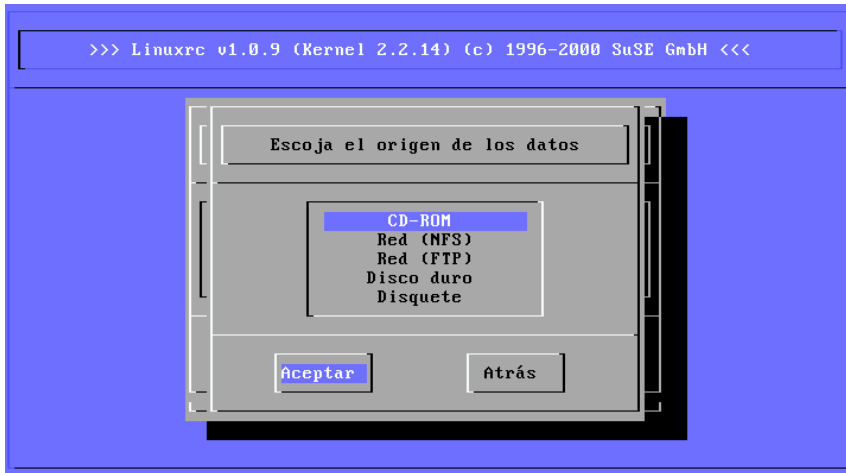 >>> Linuxrc v1.0.9 (Kernel 2.2.14) (c) 1996-2000 SuSE GmbH <<<
Escoja el origen de los datos
CD-ROM
Red (NFS)
Red (FTP)
Disco duro
Disquete
Aceptar
Atrás